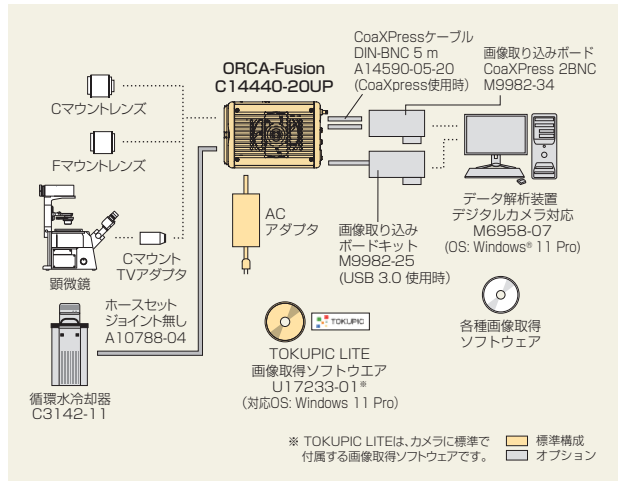 CoaXPressケーブル
DIN-BNC 5 m
A14590-05-20
(CoaXpress使用時)
画像取り込みボード
CoaXPress 2BNC
M9982-34
ORCA-Fusion
C14440-20UP
Cマウントレンズ
Fマウントレンズ
顕微鏡
Cマウント
TVアダプタ
AC
アダプタ
画像取り込み
ボードキット
M9982-25
(USB 3.0 使用時)
データ解析装置
デジタルカメラ対応
M6958-07
(OS: Windows® 11 Pro)
ホースセット
ジョイント無し
A10788-04
循環水冷却器
C3142-11
TOKUPIC
TOKUPIC LITE
画像取得ソフトウエア
U17233-01※
(対応OS: Windows 11 Pro)
各種画像取得
ソフトウェア
※ TOKUPIC LITEは、カメラに標準で
付属する画像取得ソフトウェアです。
標準構成
オプション